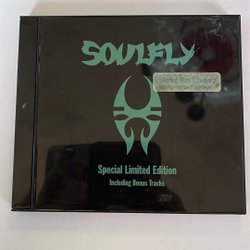 SOULFLY
Special Limited Edition
Including Bonus Tracks